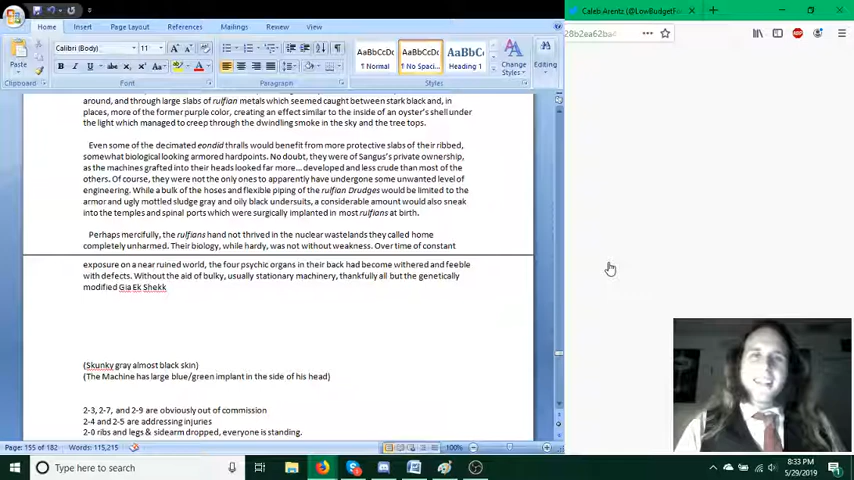 Home
Insert
Page Layout
References
Mailings
Review
View
Paste
Calibri (Body)
11
AaBbCcDc
AaBbCcDc
AaBbCc
1 Normal
1 No Spaci...
Heading 1
Change
Styles
Editing
Clipboard
Font
Paragraph
Styles
around, and through large slabs of rulfian metals which seemed caught between stark black and, in
places, more of the former purple color, creating an effect similar to the inside of an oyster's shell under
the light which managed to creep through the dwindling smoke in the sky and the tree tops.
Even some of the decimated eondid thralls would benefit from more protective slabs of their ribbed,
somewhat biological looking armored hardpoints. No doubt, they were of Sangus's private ownership,
as the machines grafted into their heads looked far more... developed and less crude than most of the
others. Of course, they were not the only ones to apparently have undergone some unwanted level of
engineering. While a bulk of the hoses and flexible piping of the rulfian Drudges would be limited to the
armor and ugly mottled sludge gray and oily black undersuits, a considerable amount would also sneak
into the temples and spinal ports which were surgically implanted in most rulfians at birth.
Perhaps mercifully, the rulfians hand not thrived in the nuclear wastelands they called home
completely unharmed. Their biology, while hardy, was not without weakness. Over time of constant
exposure on a near ruined world, the four psychic organs in their back had become withered and feeble
with defects. Without the aid of bulky, usually stationary machinery, thankfully all but the genetically
modified Gia Ek Shekk
(Skunky gray almost black skin)
(The Machine has large blue/green implant in the side of his head)
2-3, 2-7, and 2-9 are obviously out of commission
2-4 and 2-5 are addressing injuries
2-0 ribs and legs & sidearm dropped, everyone is standing.
Page: 155 of 182
Words: 115,215
100%
Caleb Arentz (@LowBudgetF
28b2ea62ba
Type here to search
8:33 PM
5/29/2019